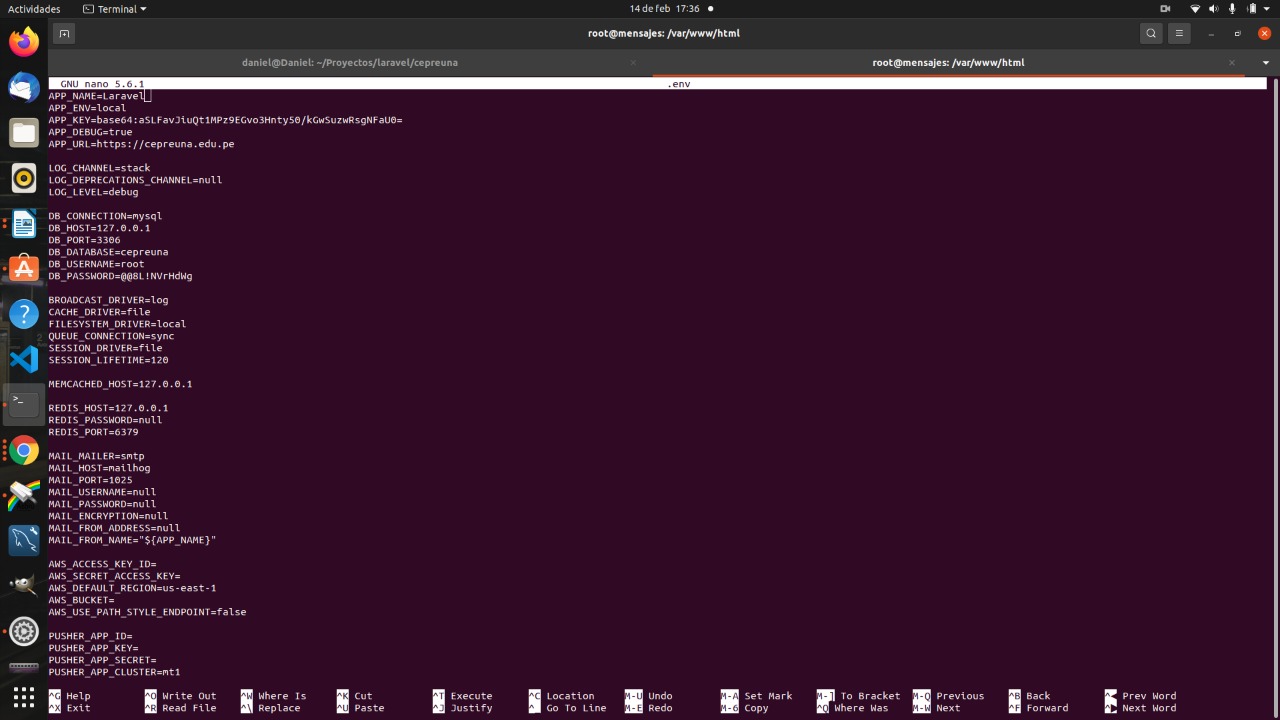 Actividades
Terminal
14 de feb 17:36
root@mensajes: /var/www/html
daniel@Daniel: ~/Proyectos/laravel/cepreuna
root@mensajes: /var/www/html
GNU nano 5.6.1 .env
APP_NAME=Laravel
APP_ENV=local
APP_KEY=base64:aSLFavJiuQt1MPz9EGvo3Hnty50/kGwSuzwRsgNFaU0=
APP_DEBUG=true
APP_URL=https://cepreuna.edu.pe
LOG_CHANNEL=stack
LOG_DEPRECATIONS_CHANNEL=null
LOG_LEVEL=debug
DB_CONNECTION=mysql
DB_HOST=127.0.0.1
DB_PORT=3306
DB_DATABASE=cepreuna
DB_USERNAME=root
DB_PASSWORD=@@8L!NVrHdWg
BROADCAST_DRIVER=log
CACHE_DRIVER=file
FILESYSTEM_DRIVER=local
QUEUE_CONNECTION=sync
SESSION_DRIVER=file
SESSION_LIFETIME=120
MEMCACHED_HOST=127.0.0.1
REDIS_HOST=127.0.0.1
REDIS_PASSWORD=null
REDIS_PORT=6379
MAIL_MAILER=smtp
MAIL_HOST=mailhog
MAIL_PORT=1025
MAIL_USERNAME=null
MAIL_PASSWORD=null
MAIL_ENCRYPTION=null
MAIL_FROM_ADDRESS=null
MAIL_FROM_NAME="${APP_NAME}"
AWS_ACCESS_KEY_ID=
AWS_SECRET_ACCESS_KEY=
AWS_DEFAULT_REGION=us-east-1
AWS_BUCKET=
AWS_USE_PATH_STYLE_ENDPOINT=false
PUSHER_APP_ID=
PUSHER_APP_KEY=
PUSHER_APP_SECRET=
PUSHER_APP_CLUSTER=mt1
^G Help ^O Write Out ^W Where Is ^K Cut ^T Execute ^C Location M-U Undo M-A Set Mark M-] To Bracket M-Q Previous ^B Back ^◀ Prev Word
^X Exit ^R Read File ^\ Replace ^U Paste ^J Justify ^_ Go To Line M-E Redo M-6 Copy ^Q Where Was M-W Next ^F Forward ^▶ Next Word